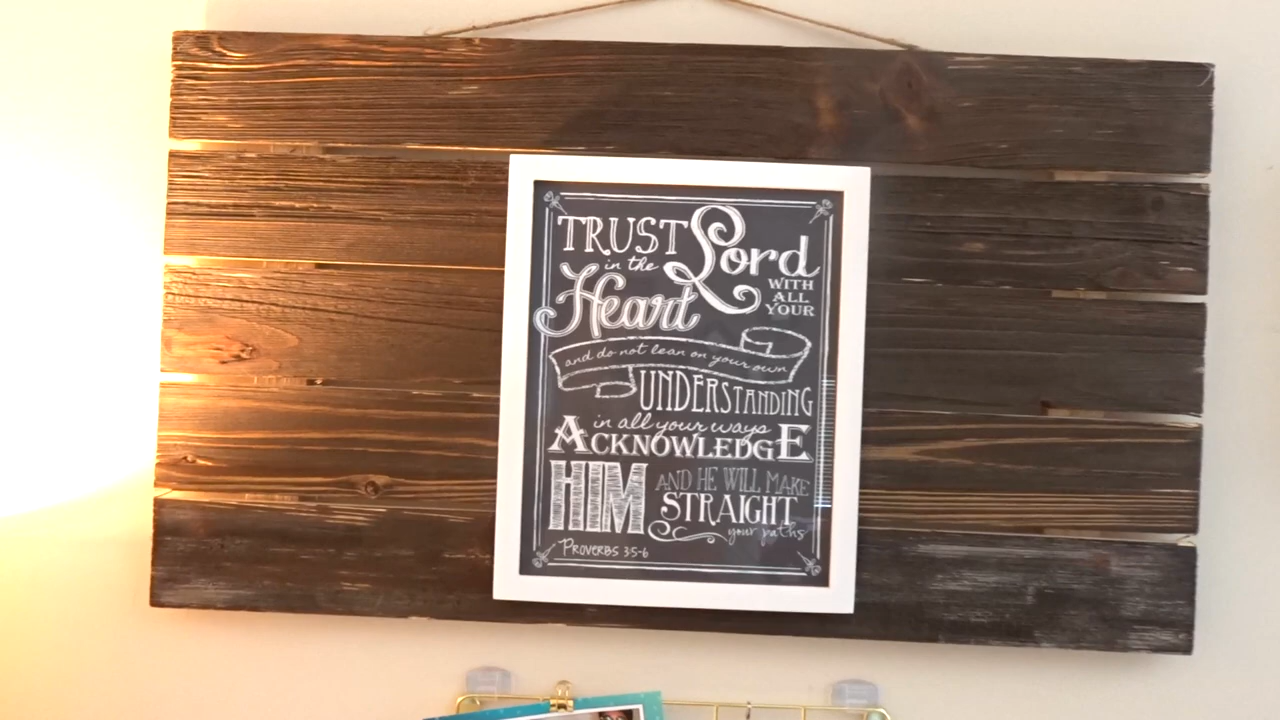 TRUST
in the Lord
WITH
ALL
YOUR
Heart
and do not lean on your own
UNDERSTANDING
in all your ways
ACKNOWLEDGE
HIM
AND HE WILL MAKE
STRAIGHT
your paths
PROVERBS 3:5-6